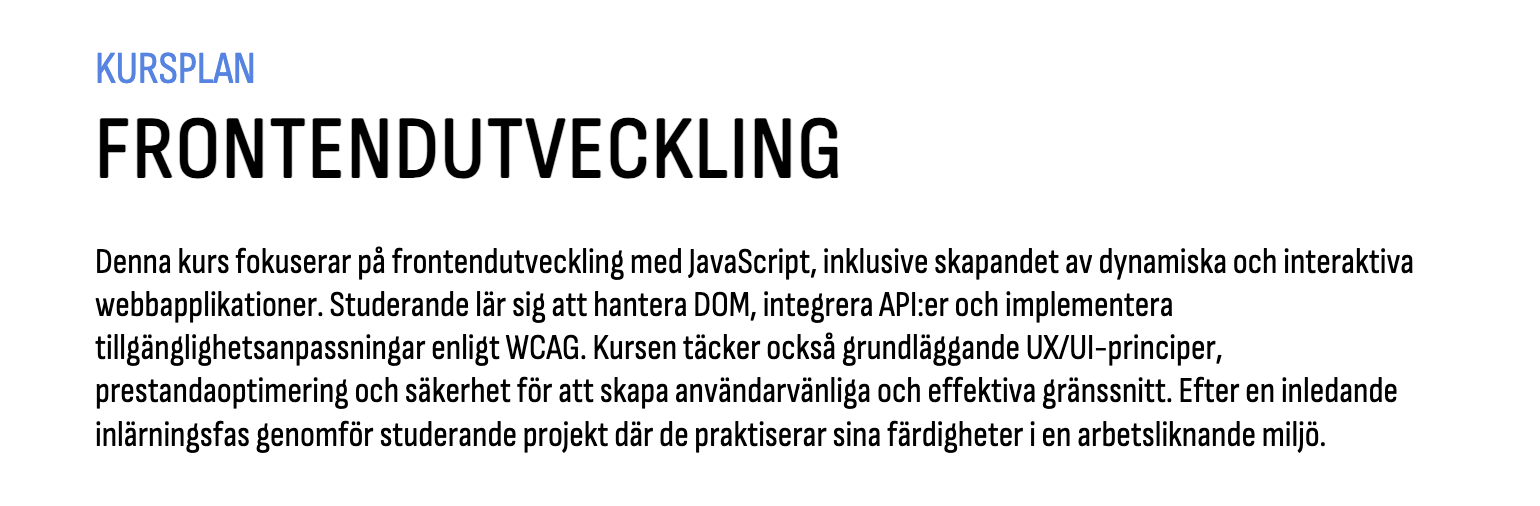 KURSPLAN
FRONTENDUTVECKLING
Denna kurs fokuserar på frontendutveckling med JavaScript, inklusive skapandet av dynamiska och interaktiva
webbapplikationer. Studerande lär sig att hantera DOM, integrera API:er och implementera
tillgänglighetsanpassningar enligt WCAG. Kursen täcker också grundläggande UX/UI-principer,
prestandaoptimering och säkerhet för att skapa användarvänliga och effektiva gränssnitt. Efter en inledande
inlärningsfas genomför studerande projekt där de praktiserar sina färdigheter i en arbetsliknande miljö.